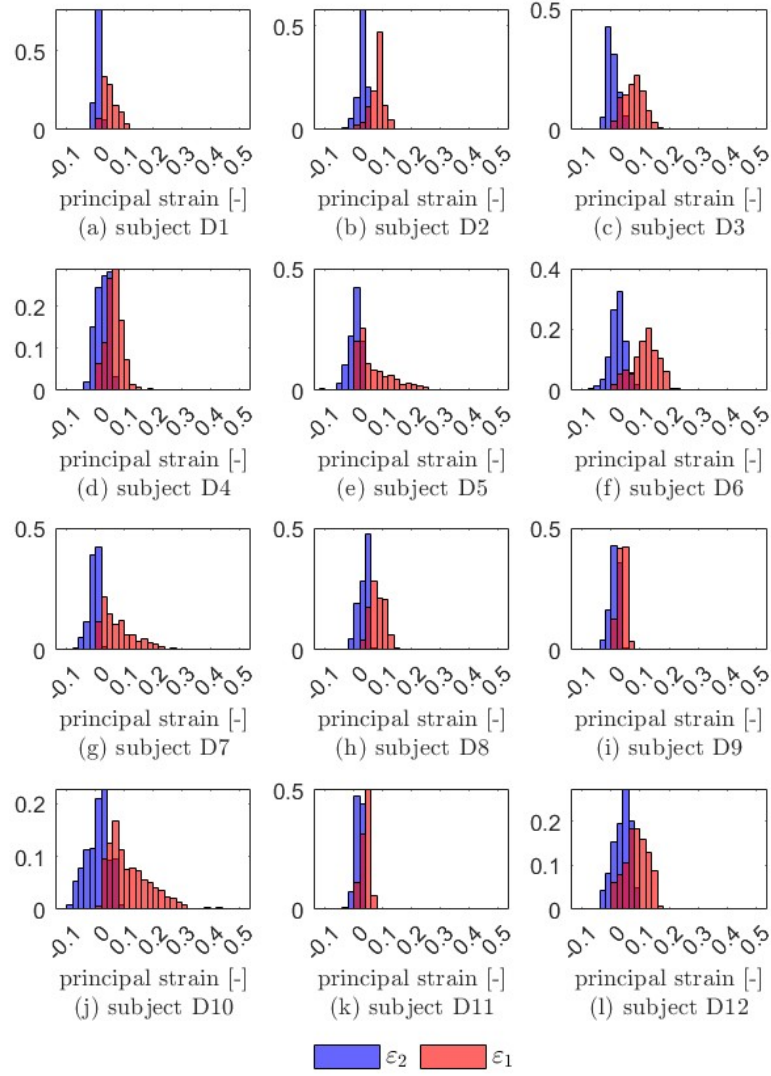 0.5
0
-0.1 0 0.1 0.2 0.3 0.4 0.5
principal strain [-]
(a) subject D1
0.5
0
-0.1 0 0.1 0.2 0.3 0.4 0.5
principal strain [-]
(b) subject D2
0.5
0
-0.1 0 0.1 0.2 0.3 0.4 0.5
principal strain [-]
(c) subject D3
0.2
0.1
0
-0.1 0 0.1 0.2 0.3 0.4 0.5
principal strain [-]
(d) subject D4
0.5
0
-0.1 0 0.1 0.2 0.3 0.4 0.5
principal strain [-]
(e) subject D5
0.4
0.2
0
-0.1 0 0.1 0.2 0.3 0.4 0.5
principal strain [-]
(f) subject D6
0.5
0
-0.1 0 0.1 0.2 0.3 0.4 0.5
principal strain [-]
(g) subject D7
0.5
0
-0.1 0 0.1 0.2 0.3 0.4 0.5
principal strain [-]
(h) subject D8
0.5
0
-0.1 0 0.1 0.2 0.3 0.4 0.5
principal strain [-]
(i) subject D9
0.2
0.1
0
-0.1 0 0.1 0.2 0.3 0.4 0.5
principal strain [-]
(j) subject D10
0.5
0
-0.1 0 0.1 0.2 0.3 0.4 0.5
principal strain [-]
(k) subject D11
0.2
0.1
0
-0.1 0 0.1 0.2 0.3 0.4 0.5
principal strain [-]
(l) subject D12
ε₂ ε₁